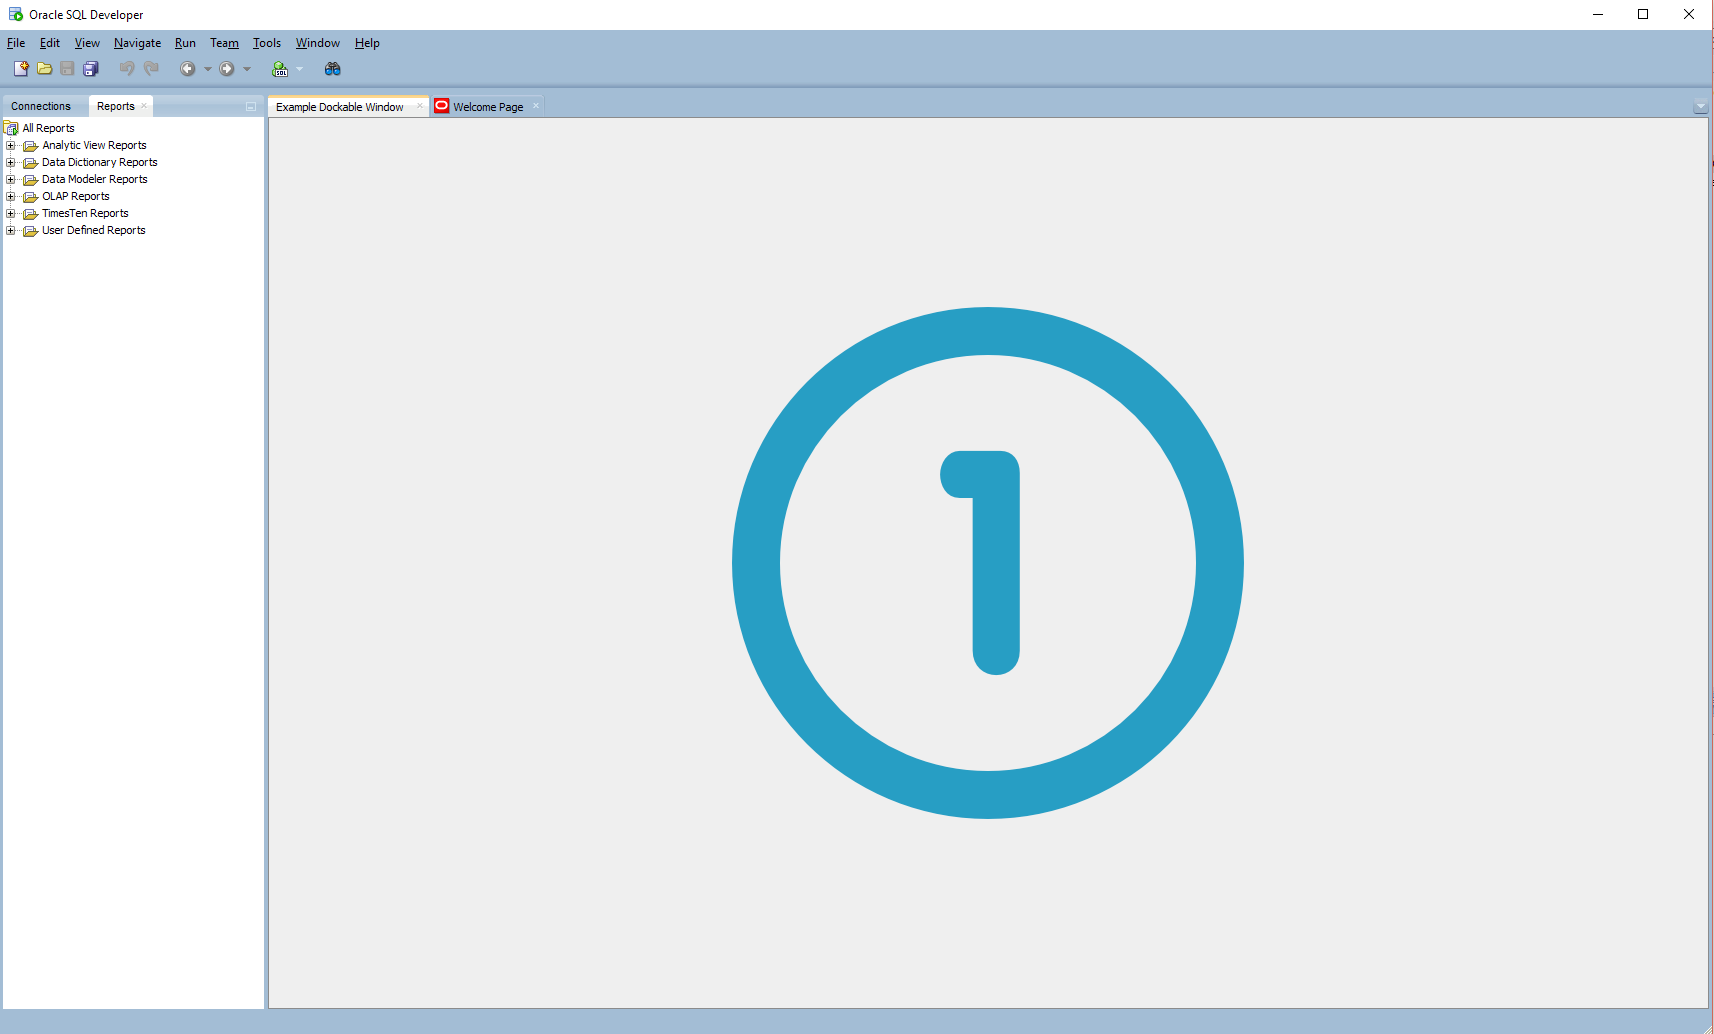 Oracle SQL Developer
File Edit View Navigate Run Team Tools Window Help
SQL
Connections Reports
Example Dockable Window Welcome Page
All Reports
Analytic View Reports
Data Dictionary Reports
Data Modeler Reports
OLAP Reports
TimesTen Reports
User Defined Reports
1